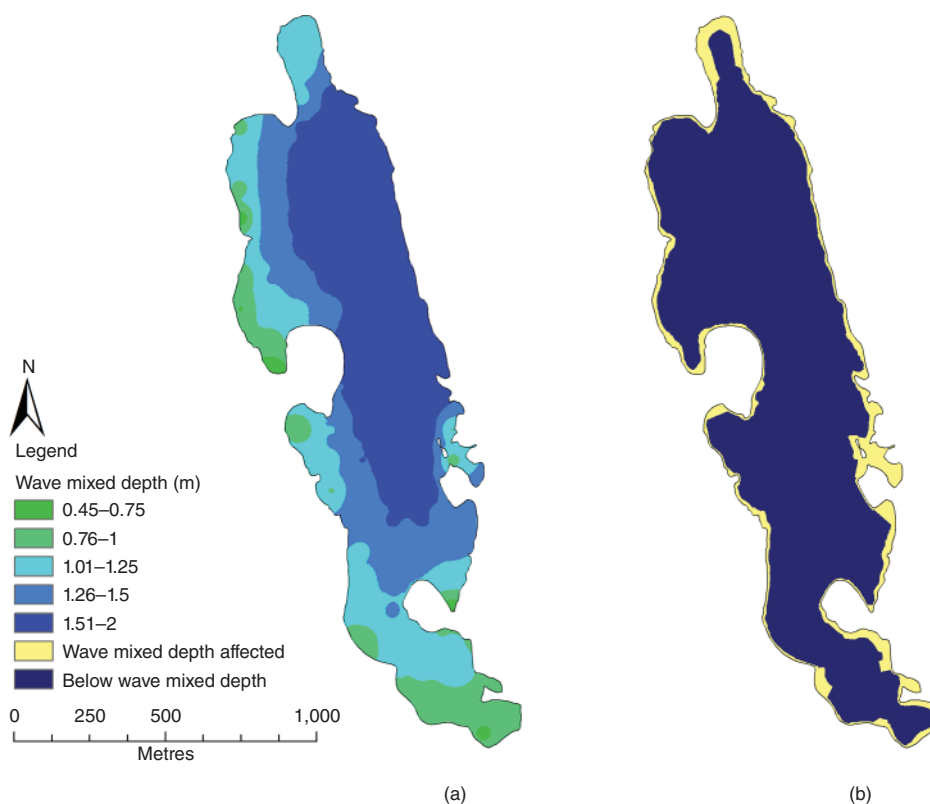 N
Legend
Wave mixed depth (m)
0.45–0.75
0.76–1
1.01–1.25
1.26–1.5
1.51–2
Wave mixed depth affected
Below wave mixed depth
0 250 500 1,000
Metres
(a) (b)